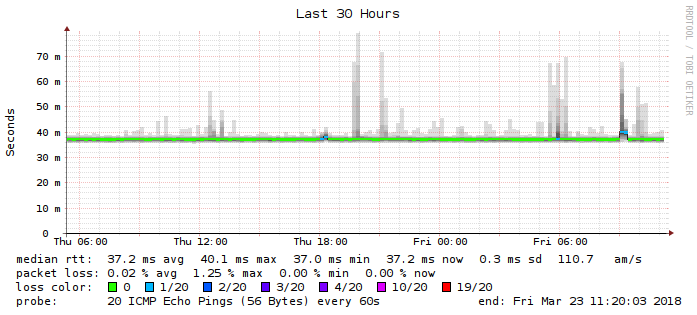 Last 30 Hours
RRDTOOL / TOBI OETIKER
Seconds
70 m
60 m
50 m
40 m
30 m
20 m
10 m
0
Thu 06:00 Thu 12:00 Thu 18:00 Fri 00:00 Fri 06:00
median rtt: 37.2 ms avg 40.1 ms max 37.0 ms min 37.2 ms now 0.3 ms sd 110.7 am/s
packet loss: 0.02 % avg 1.25 % max 0.00 % min 0.00 % now
loss color: 0 1/20 2/20 3/20 4/20 10/20 19/20
probe: 20 ICMP Echo Pings (56 Bytes) every 60s end: Fri Mar 23 11:20:03 2018